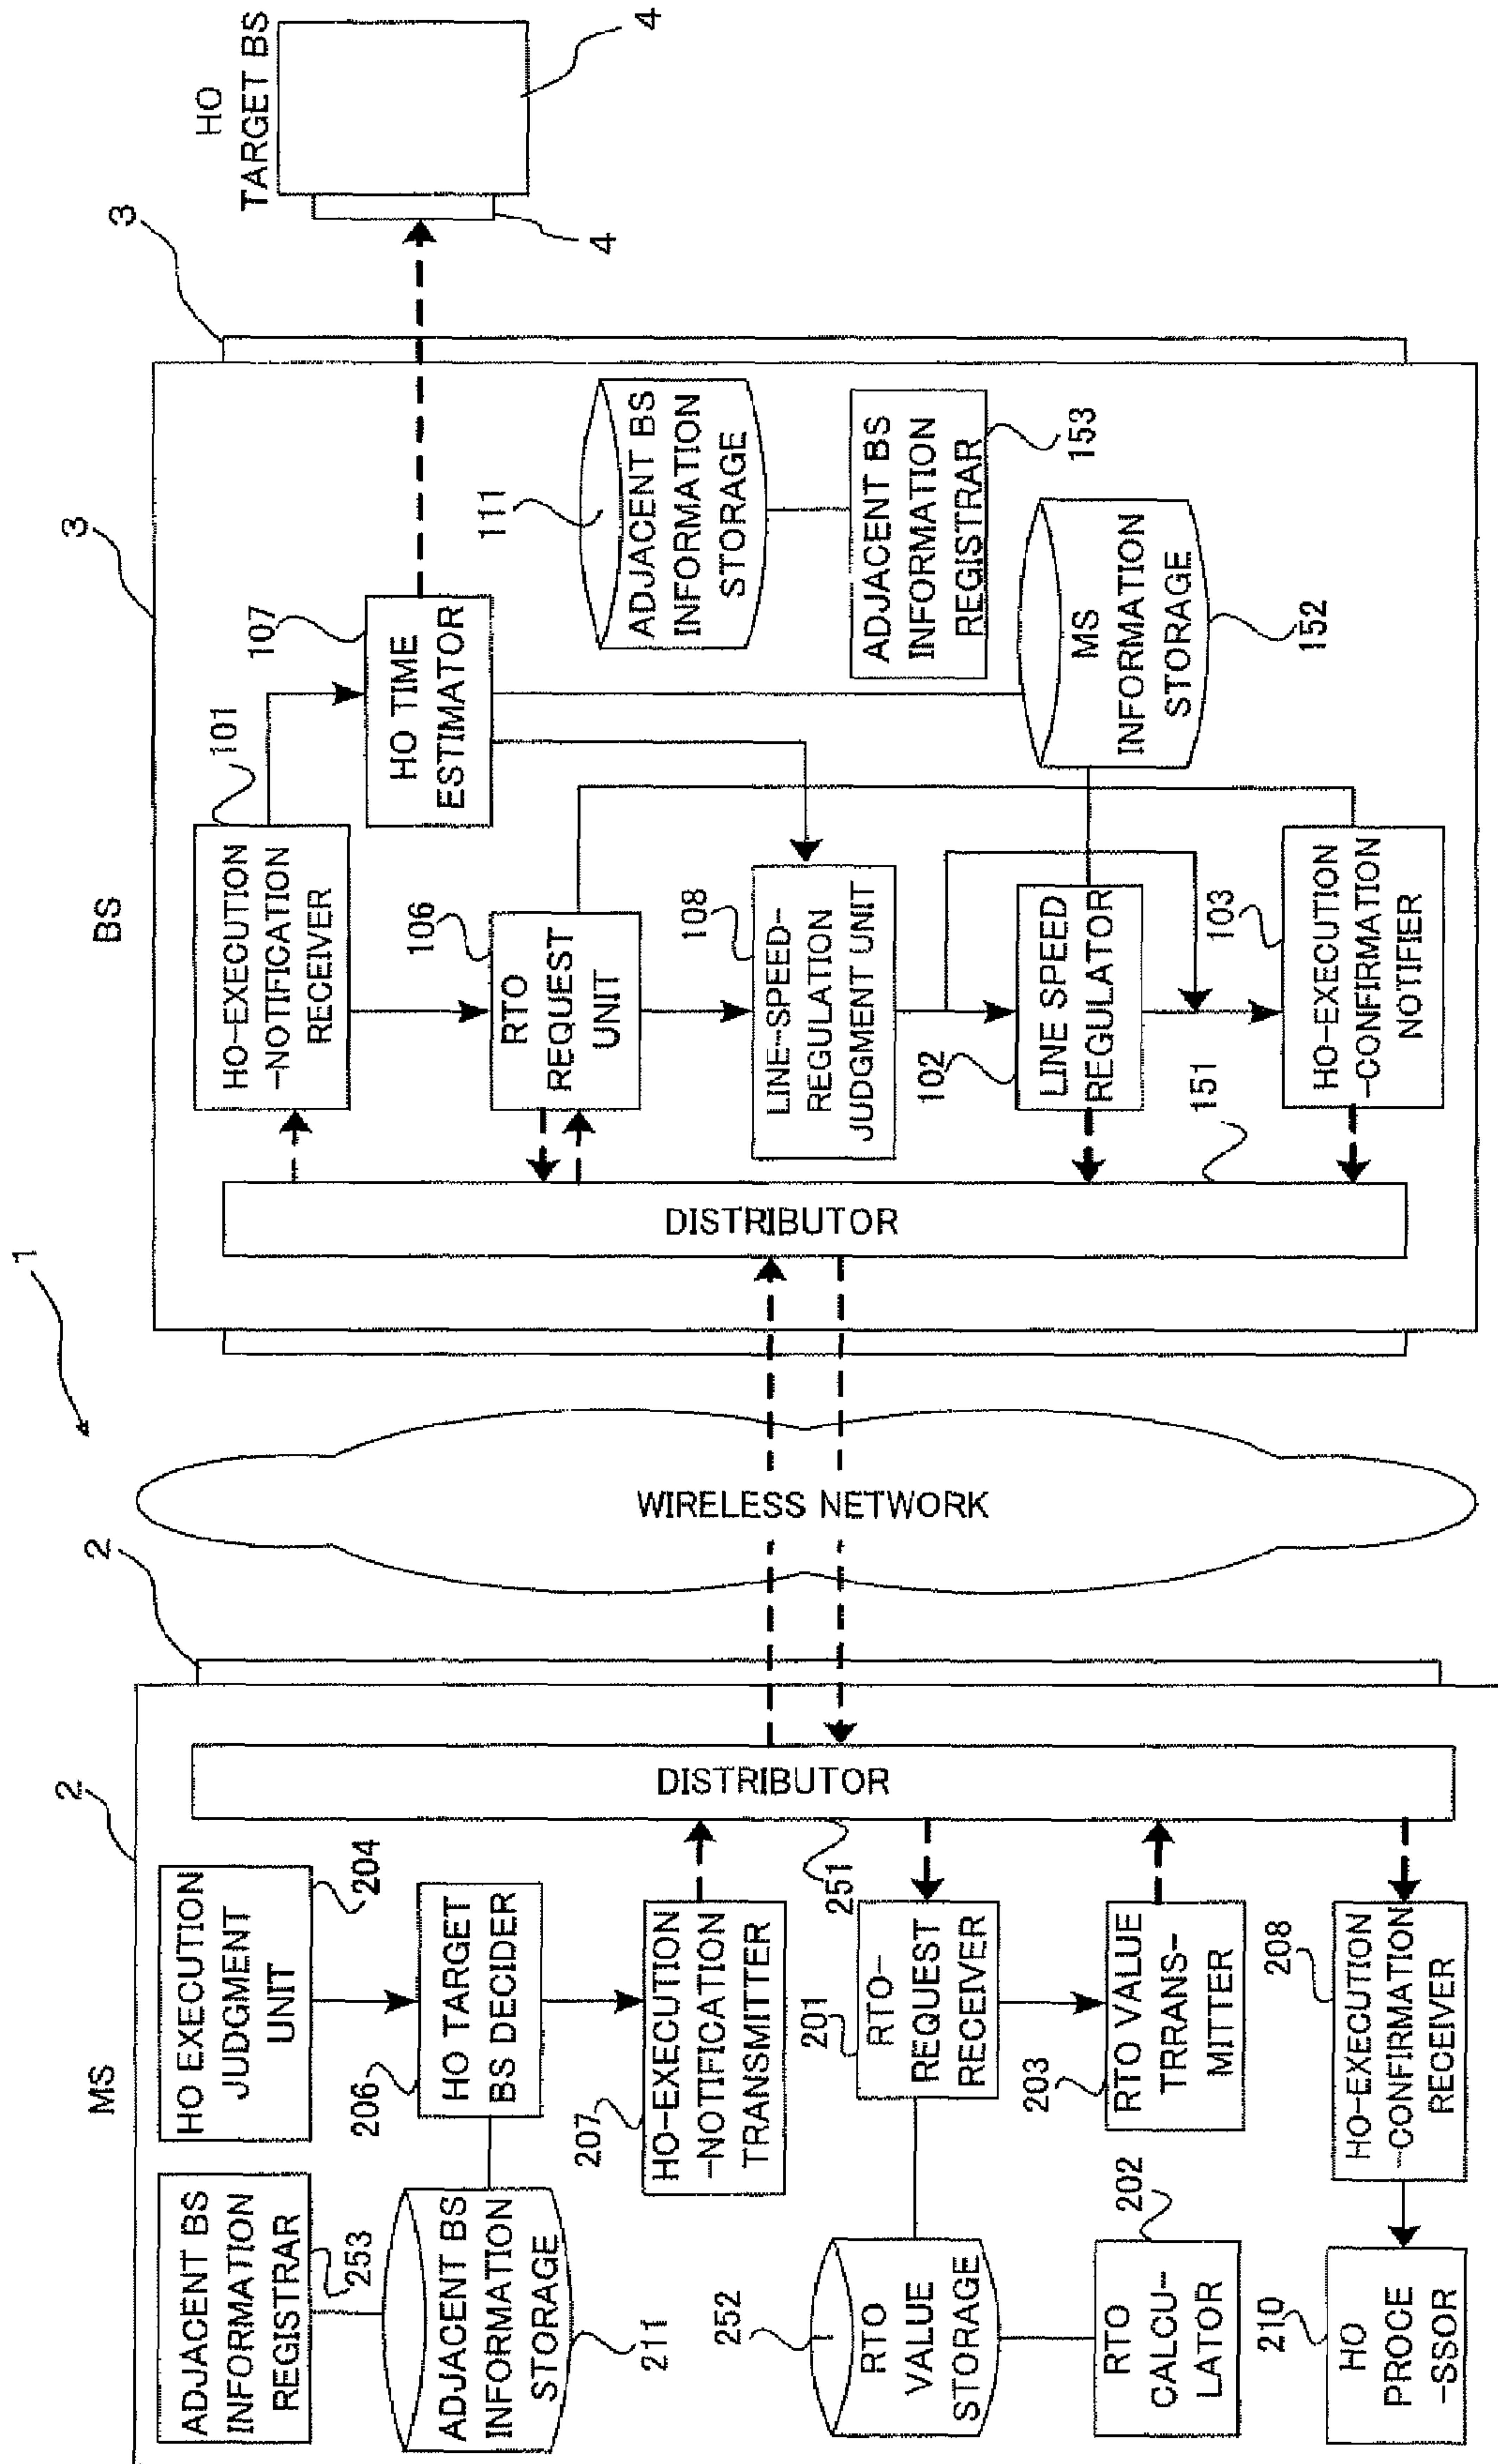 1
MS
2
2
ADJACENT BS
INFORMATION
REGISTRAR
253
HO EXECUTION
JUDGMENT
UNIT
204
ADJACENT BS
INFORMATION
STORAGE
211
206
HO TARGET
BS DECIDER
207
HO-EXECUTION
-NOTIFICATION
TRANSMITTER
DISTRIBUTOR
251
252
RTO
VALUE
STORAGE
201
RTO-
REQUEST
RECEIVER
RTO
CALCU-
LATOR
202
203
RTO VALUE
TRRANS-
MITTER
210
HO
PROCE
-SSOR
HO-EXECUTION
-CONFIRMATION
RECEIVER
208
WIRELESS NETWORK
BS
3
3
DISTRIBUTOR
151
HO-EXECUTION
-NOTIFICATION
RECEIVER
101
107
HO TIME
ESTIMATOR
106
RTO
REQUEST
UNIT
108
LINE-SPEED-
REGULATION
JUDGMENT UNIT
102
LINE SPEED
REGULATOR
103
HO-EXECUTION
-CONFIRMATION
NOTIFIER
111
ADJACENT BS
INFORMATION
STORAGE
ADJACENT BS
INFORMATION
REGISTRAR
153
MS
INFORMATION
STORAGE
152
HO
TARGET BS
4
4